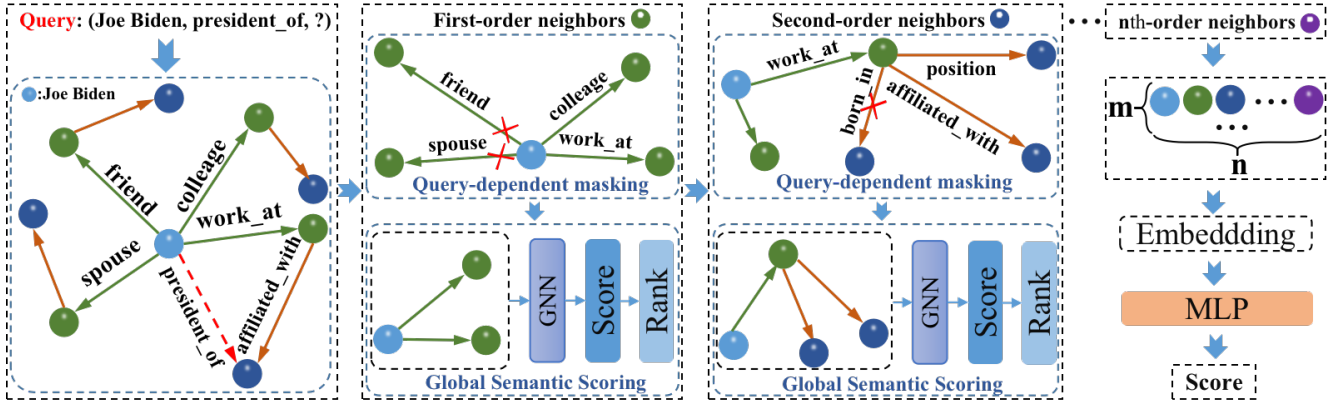 Query: (Joe Biden, president_of, ?)
:Joe Biden
friend
colleage
work_at
spouse
president_of
affiliated_with
First-order neighbors
friend
colleage
spouse
work_at
Query-dependent masking
GNN
Score
Rank
Global Semantic Scoring
Second-order neighbors
work_at
position
born_in
affiliated_with
Query-dependent masking
GNN
Score
Rank
Global Semantic Scoring
...
nth-order neighbors
m
...
...
n
Embeddding
MLP
Score